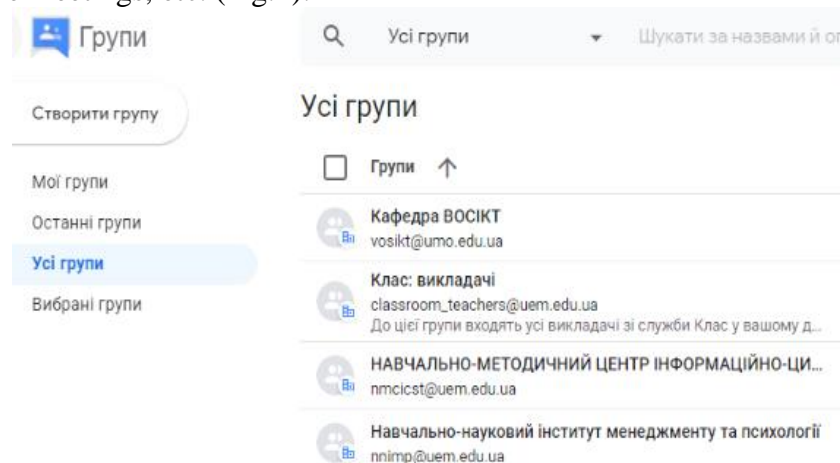 Групи
Усі групи
Шукати за назвами й оп
Створити групу
Мої групи
Останні групи
Усі групи
Вибрані групи
Усі групи
Групи
Кафедра ВОСІКТ
vosikt@umo.edu.ua
Клас: викладачі
classroom_teachers@uem.edu.ua
До цієї групи входять усі викладачі зі служби Клас у вашому д...
НАВЧАЛЬНО-МЕТОДИЧНИЙ ЦЕНТР ІНФОРМАЦІЙНО-ЦИ...
nmcicst@uem.edu.ua
Навчально-науковий інститут менеджменту та психології
nnimp@uem.edu.ua